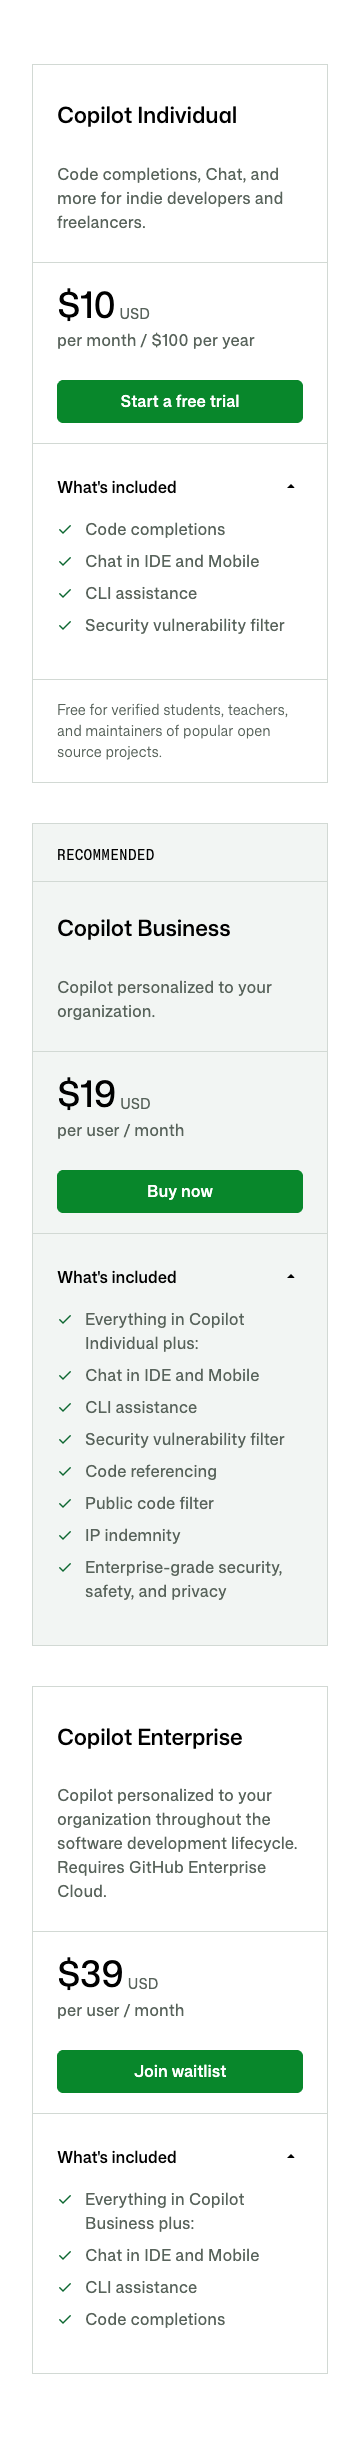 Copilot Individual
Code completions, Chat, and
more for indie developers and
freelancers.
$10 USD
per month / $100 per year
Start a free trial
What's included
Code completions
Chat in IDE and Mobile
CLI assistance
Security vulnerability filter
Free for verified students, teachers,
and maintainers of popular open
source projects.
RECOMMENDED
Copilot Business
Copilot personalized to your
organization.
$19 USD
per user / month
Buy now
What's included
Everything in Copilot
Individual plus:
Chat in IDE and Mobile
CLI assistance
Security vulnerability filter
Code referencing
Public code filter
IP indemnity
Enterprise-grade security,
safety, and privacy
Copilot Enterprise
Copilot personalized to your
organization throughout the
software development lifecycle.
Requires GitHub Enterprise
Cloud.
$39 USD
per user / month
Join waitlist
What's included
Everything in Copilot
Business plus:
Chat in IDE and Mobile
CLI assistance
Code completions